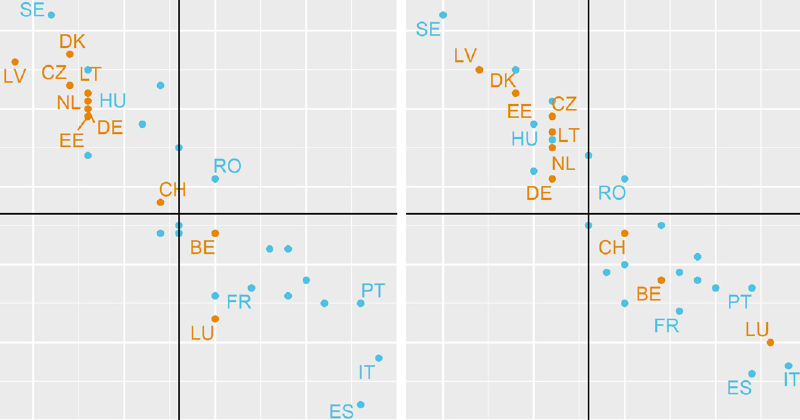 SE
DK
LV
CZ LT
NL HU
DE
EE
RO
CH
BE
FR
PT
LU
IT
ES
SE
LV
DK
CZ
EE
HU LT
NL
DE
RO
CH
BE
PT
FR
LU
IT
ES